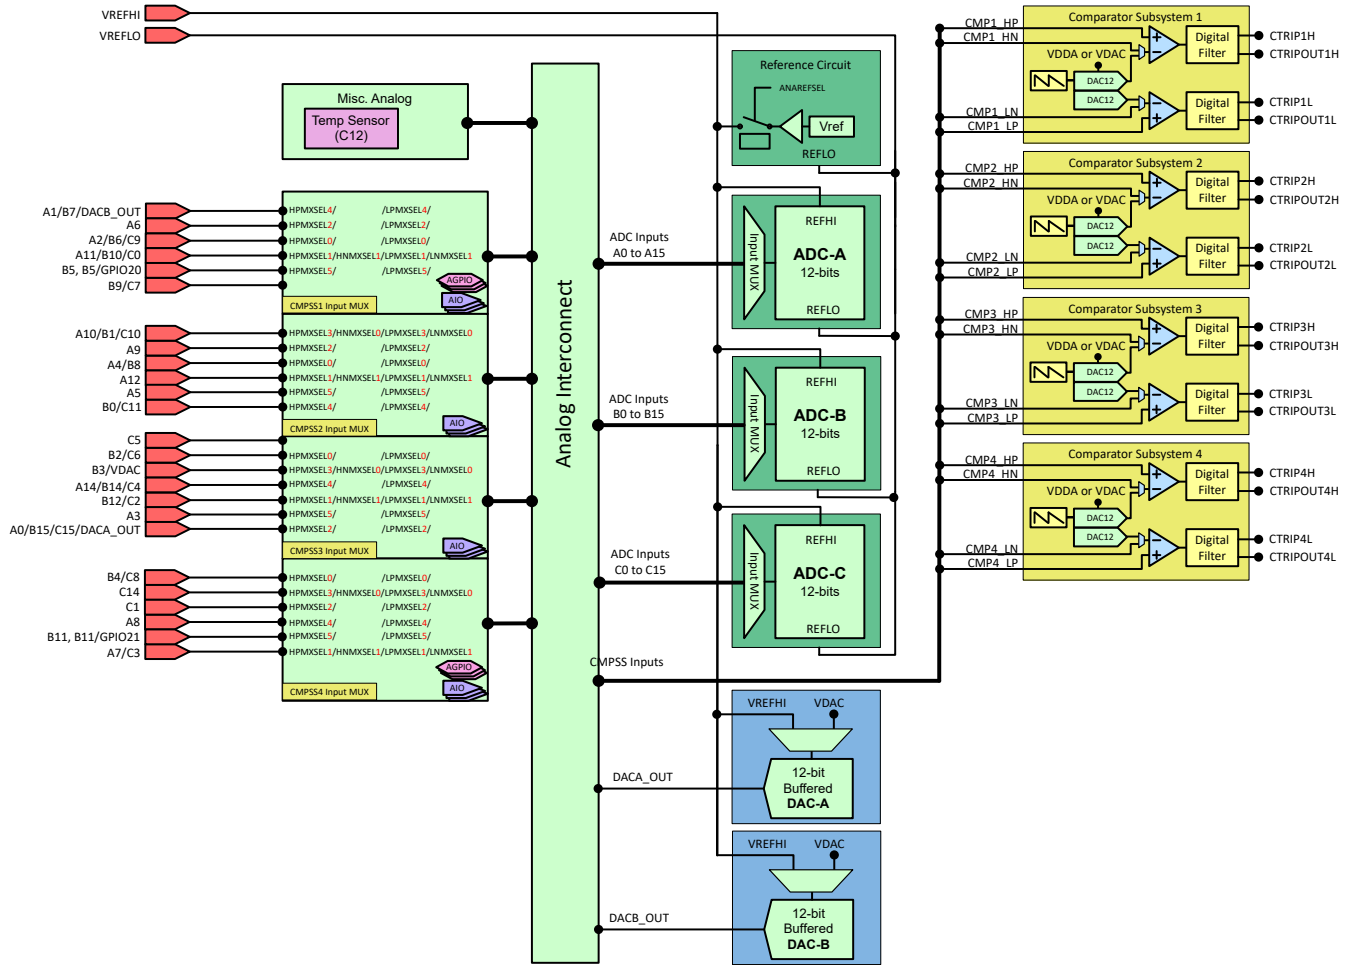 VREFHI
VREFLO
Misc. Analog
Temp Sensor
(C12)
A1/B7/DACB_OUT
A6
A2/B6/C9
A11/B10/C0
B5, B5/GPIO20
B9/C7
HPMXSEL4/ /LPMXSEL4/
HPMXSEL2/ /LPMXSEL2/
HPMXSEL0/ /LPMXSEL0/
HPMXSEL1/HNMXSEL1/LPMXSEL1/LNMXSEL1
HPMXSEL5/ /LPMXSEL5/
AGPIO
AIO
CMPSS1 Input MUX
A10/B1/C10
A9
A4/B8
A12
A5
B0/C11
HPMXSEL3/HNMXSEL0/LPMXSEL3/LNMXSEL0
HPMXSEL2/ /LPMXSEL2/
HPMXSEL0/ /LPMXSEL0/
HPMXSEL1/HNMXSEL1/LPMXSEL1/LNMXSEL1
HPMXSEL5/ /LPMXSEL5/
HPMXSEL4/ /LPMXSEL4/
AIO
CMPSS2 Input MUX
C5
B2/C6
B3/VDAC
A14/B14/C4
B12/C2
A3
A0/B15/C15/DACA_OUT
HPMXSEL0/ /LPMXSEL0/
HPMXSEL3/HNMXSEL0/LPMXSEL3/LNMXSEL0
HPMXSEL4/ /LPMXSEL4/
HPMXSEL1/HNMXSEL1/LPMXSEL1/LNMXSEL1
HPMXSEL5/ /LPMXSEL5/
HPMXSEL2/ /LPMXSEL2/
AIO
CMPSS3 Input MUX
B4/C8
C14
C1
A8
B11, B11/GPIO21
A7/C3
HPMXSEL0/ /LPMXSEL0/
HPMXSEL3/HNMXSEL0/LPMXSEL3/LNMXSEL0
HPMXSEL2/ /LPMXSEL2/
HPMXSEL4/ /LPMXSEL4/
HPMXSEL5/ /LPMXSEL5/
HPMXSEL1/HNMXSEL1/LPMXSEL1/LNMXSEL1
AGPIO
AIO
CMPSS4 Input MUX
Analog Interconnect
Reference Circuit
ANAREFSEL
Vref
REFLO
ADC Inputs
A0 to A15
Input MUX
REFHI
ADC-A
12-bits
REFLO
ADC Inputs
B0 to B15
Input MUX
REFHI
ADC-B
12-bits
REFLO
ADC Inputs
C0 to C15
Input MUX
REFHI
ADC-C
12-bits
REFLO
CMPSS Inputs
VREFHI
VDAC
12-bit
Buffered
DAC-A
DACA_OUT
VREFHI
VDAC
12-bit
Buffered
DAC-B
DACB_OUT
Comparator Subsystem 1
CMP1_HP
CMP1_HN
VDDA or VDAC
DAC12
DAC12
CMP1_LN
CMP1_LP
Digital
Filter
Digital
Filter
CTRIP1H
CTRIPOUT1H
CTRIP1L
CTRIPOUT1L
Comparator Subsystem 2
CMP2_HP
CMP2_HN
VDDA or VDAC
DAC12
DAC12
CMP2_LN
CMP2_LP
Digital
Filter
Digital
Filter
CTRIP2H
CTRIPOUT2H
CTRIP2L
CTRIPOUT2L
Comparator Subsystem 3
CMP3_HP
CMP3_HN
VDDA or VDAC
DAC12
DAC12
CMP3_LN
CMP3_LP
Digital
Filter
Digital
Filter
CTRIP3H
CTRIPOUT3H
CTRIP3L
CTRIPOUT3L
Comparator Subsystem 4
CMP4_HP
CMP4_HN
VDDA or VDAC
DAC12
DAC12
CMP4_LN
CMP4_LP
Digital
Filter
Digital
Filter
CTRIP4H
CTRIPOUT4H
CTRIP4L
CTRIPOUT4L